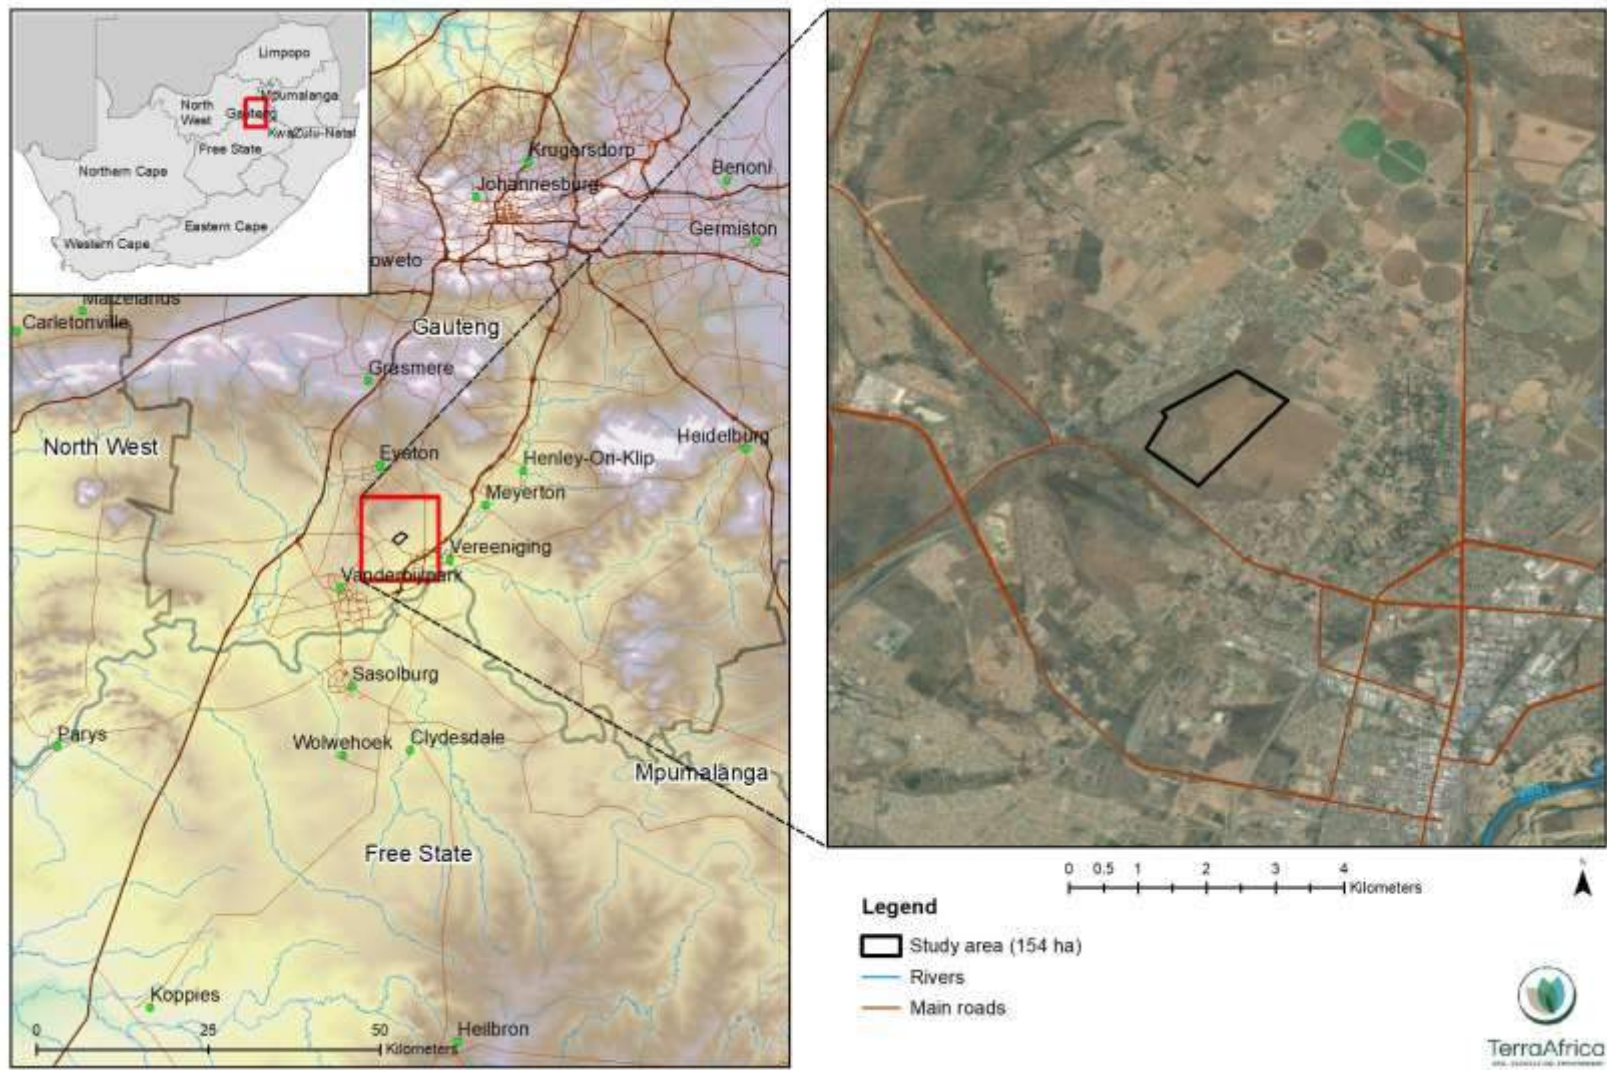 Limpopo
Mpumalanga
North
West
Gauteng
KwaZulu-Natal
Free State
Northern Cape
Eastern Cape
Western Cape
Krugersdorp
Benoni
Johannesburg
Germiston
oweto
Carletonville
Gauteng
Grasmere
North West
Heidelburg
Evaton
Henley-On-Klip
Meyerton
Vereeniging
Vanderbijlpark
Sasolburg
Parys
Wolwehoek
Clydesdale
Mpumalanga
Free State
Koppies
Heilbron
0 25 50
Kilometers
0 0.5 1 2 3 4
Kilometers
N
Legend
Study area (154 ha)
Rivers
Main roads
TerraAfrica